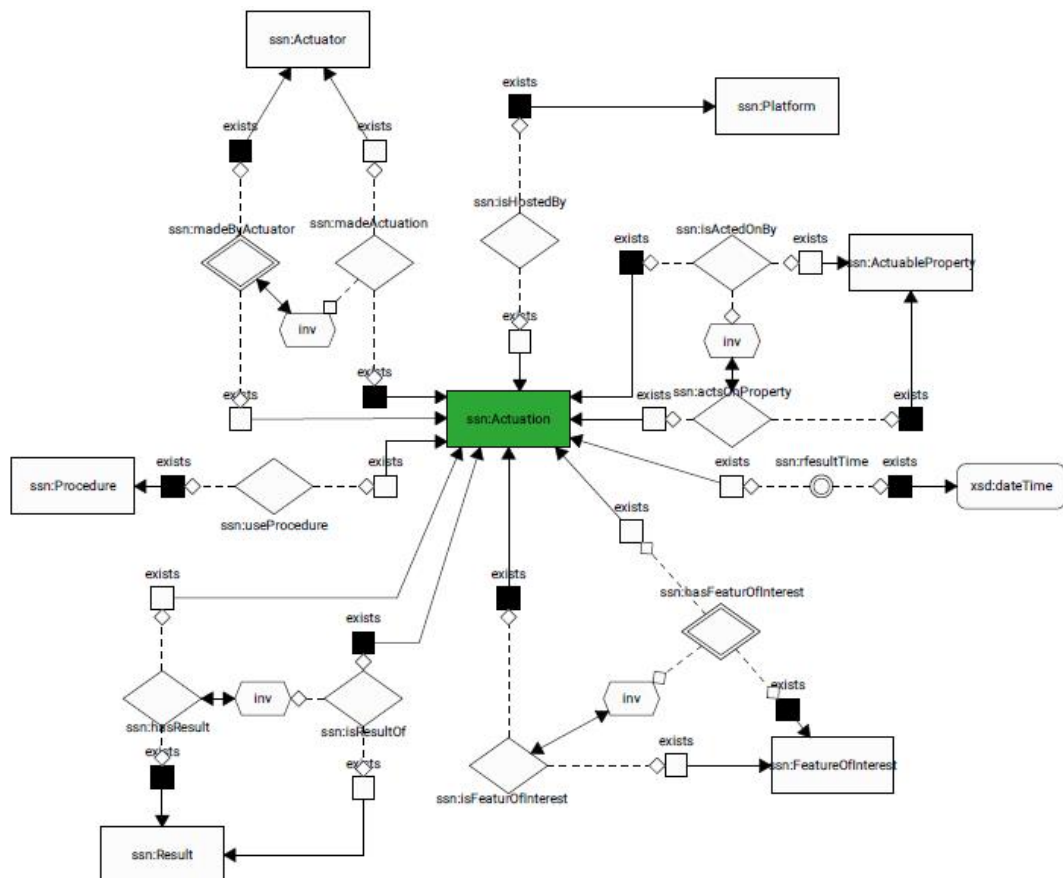 ssn:Actuator
exists
ssn:Platform
exists
exists
ssn:isHostedBy
ssn:madeByActuator
ssn:madeActuation
ssn:isActedOnBy
exists
exists
ssn:ActuableProperty
inv
exists
inv
exists
ssn:actsOnProperty
exists
exists
exists
ssn:Actuation
exists
exists
exists
ssn:rfesultTime
exists
ssn:Procedure
ssn:useProcedure
xsd:dateTime
exists
exists
exists
exists
ssn:hasFeaturOfInterest
inv
inv
exists
ssn:hasResult
ssn:isResultOf
exists
exists
exists
ssn:isFeaturOfInterest
ssn:FeatureOfInterest
ssn:Result